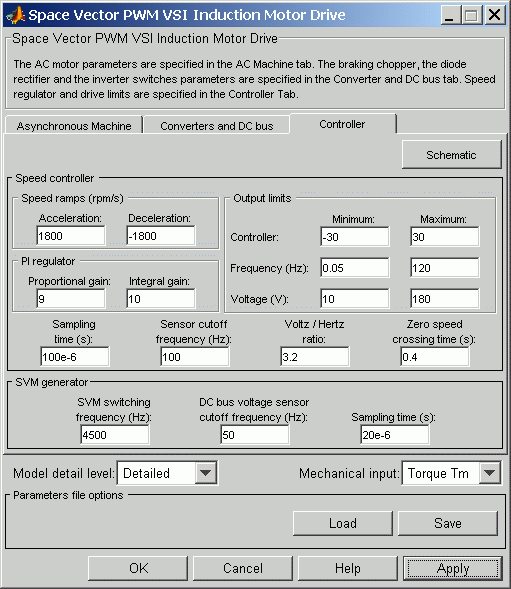 Space Vector PWM VSI Induction Motor Drive
Space Vector PWM VSI Induction Motor Drive
The AC motor parameters are specified in the AC Machine tab. The braking chopper, the diode
rectifier and the inverter switches parameters are specified in the Converter and DC bus tab. Speed
regulator and drive limits are specified in the Controller Tab.
Asynchronous Machine Converters and DC bus Controller
Schematic
Speed controller
Speed ramps (rpm/s)
Acceleration: Deceleration:
1800 -1800
PI regulator
Proportional gain: Integral gain:
9 10
Output limits
Minimum: Maximum:
Controller: -30 30
Frequency (Hz): 0.05 120
Voltage (V): 10 180
Sampling
time (s):
100e-6
Sensor cutoff
frequency (Hz):
100
Voltz / Hertz
ratio:
3.2
Zero speed
crossing time (s):
0.4
SVM generator
SVM switching
frequency (Hz):
4500
DC bus voltage sensor
cutoff frequency (Hz):
50
Sampling time (s):
20e-6
Model detail level: Detailed Mechanical input: Torque Tm
Parameters file options
Load Save
OK Cancel Help Apply